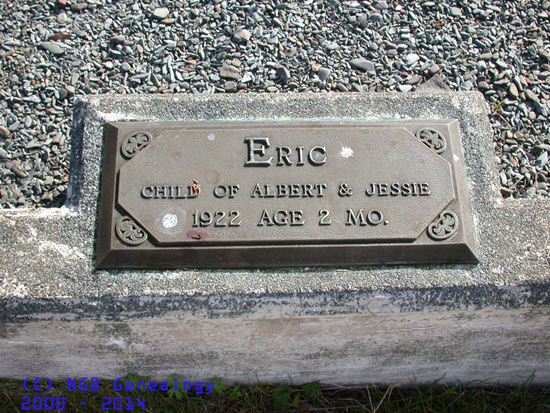 Eric
CHILD OF ALBERT & JESSIE
1922 AGE 2 MO.
(C) NGB Genealogy
2000 - 2014